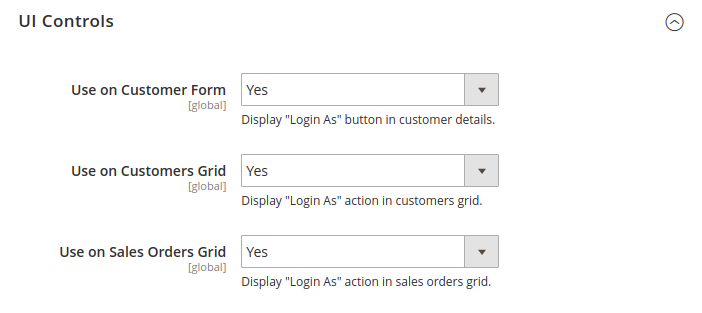 UI Controls
Use on Customer Form
Yes
[global]
Display "Login As" button in customer details.
Use on Customers Grid
Yes
[global]
Display "Login As" action in customers grid.
Use on Sales Orders Grid
Yes
[global]
Display "Login As" action in sales orders grid.